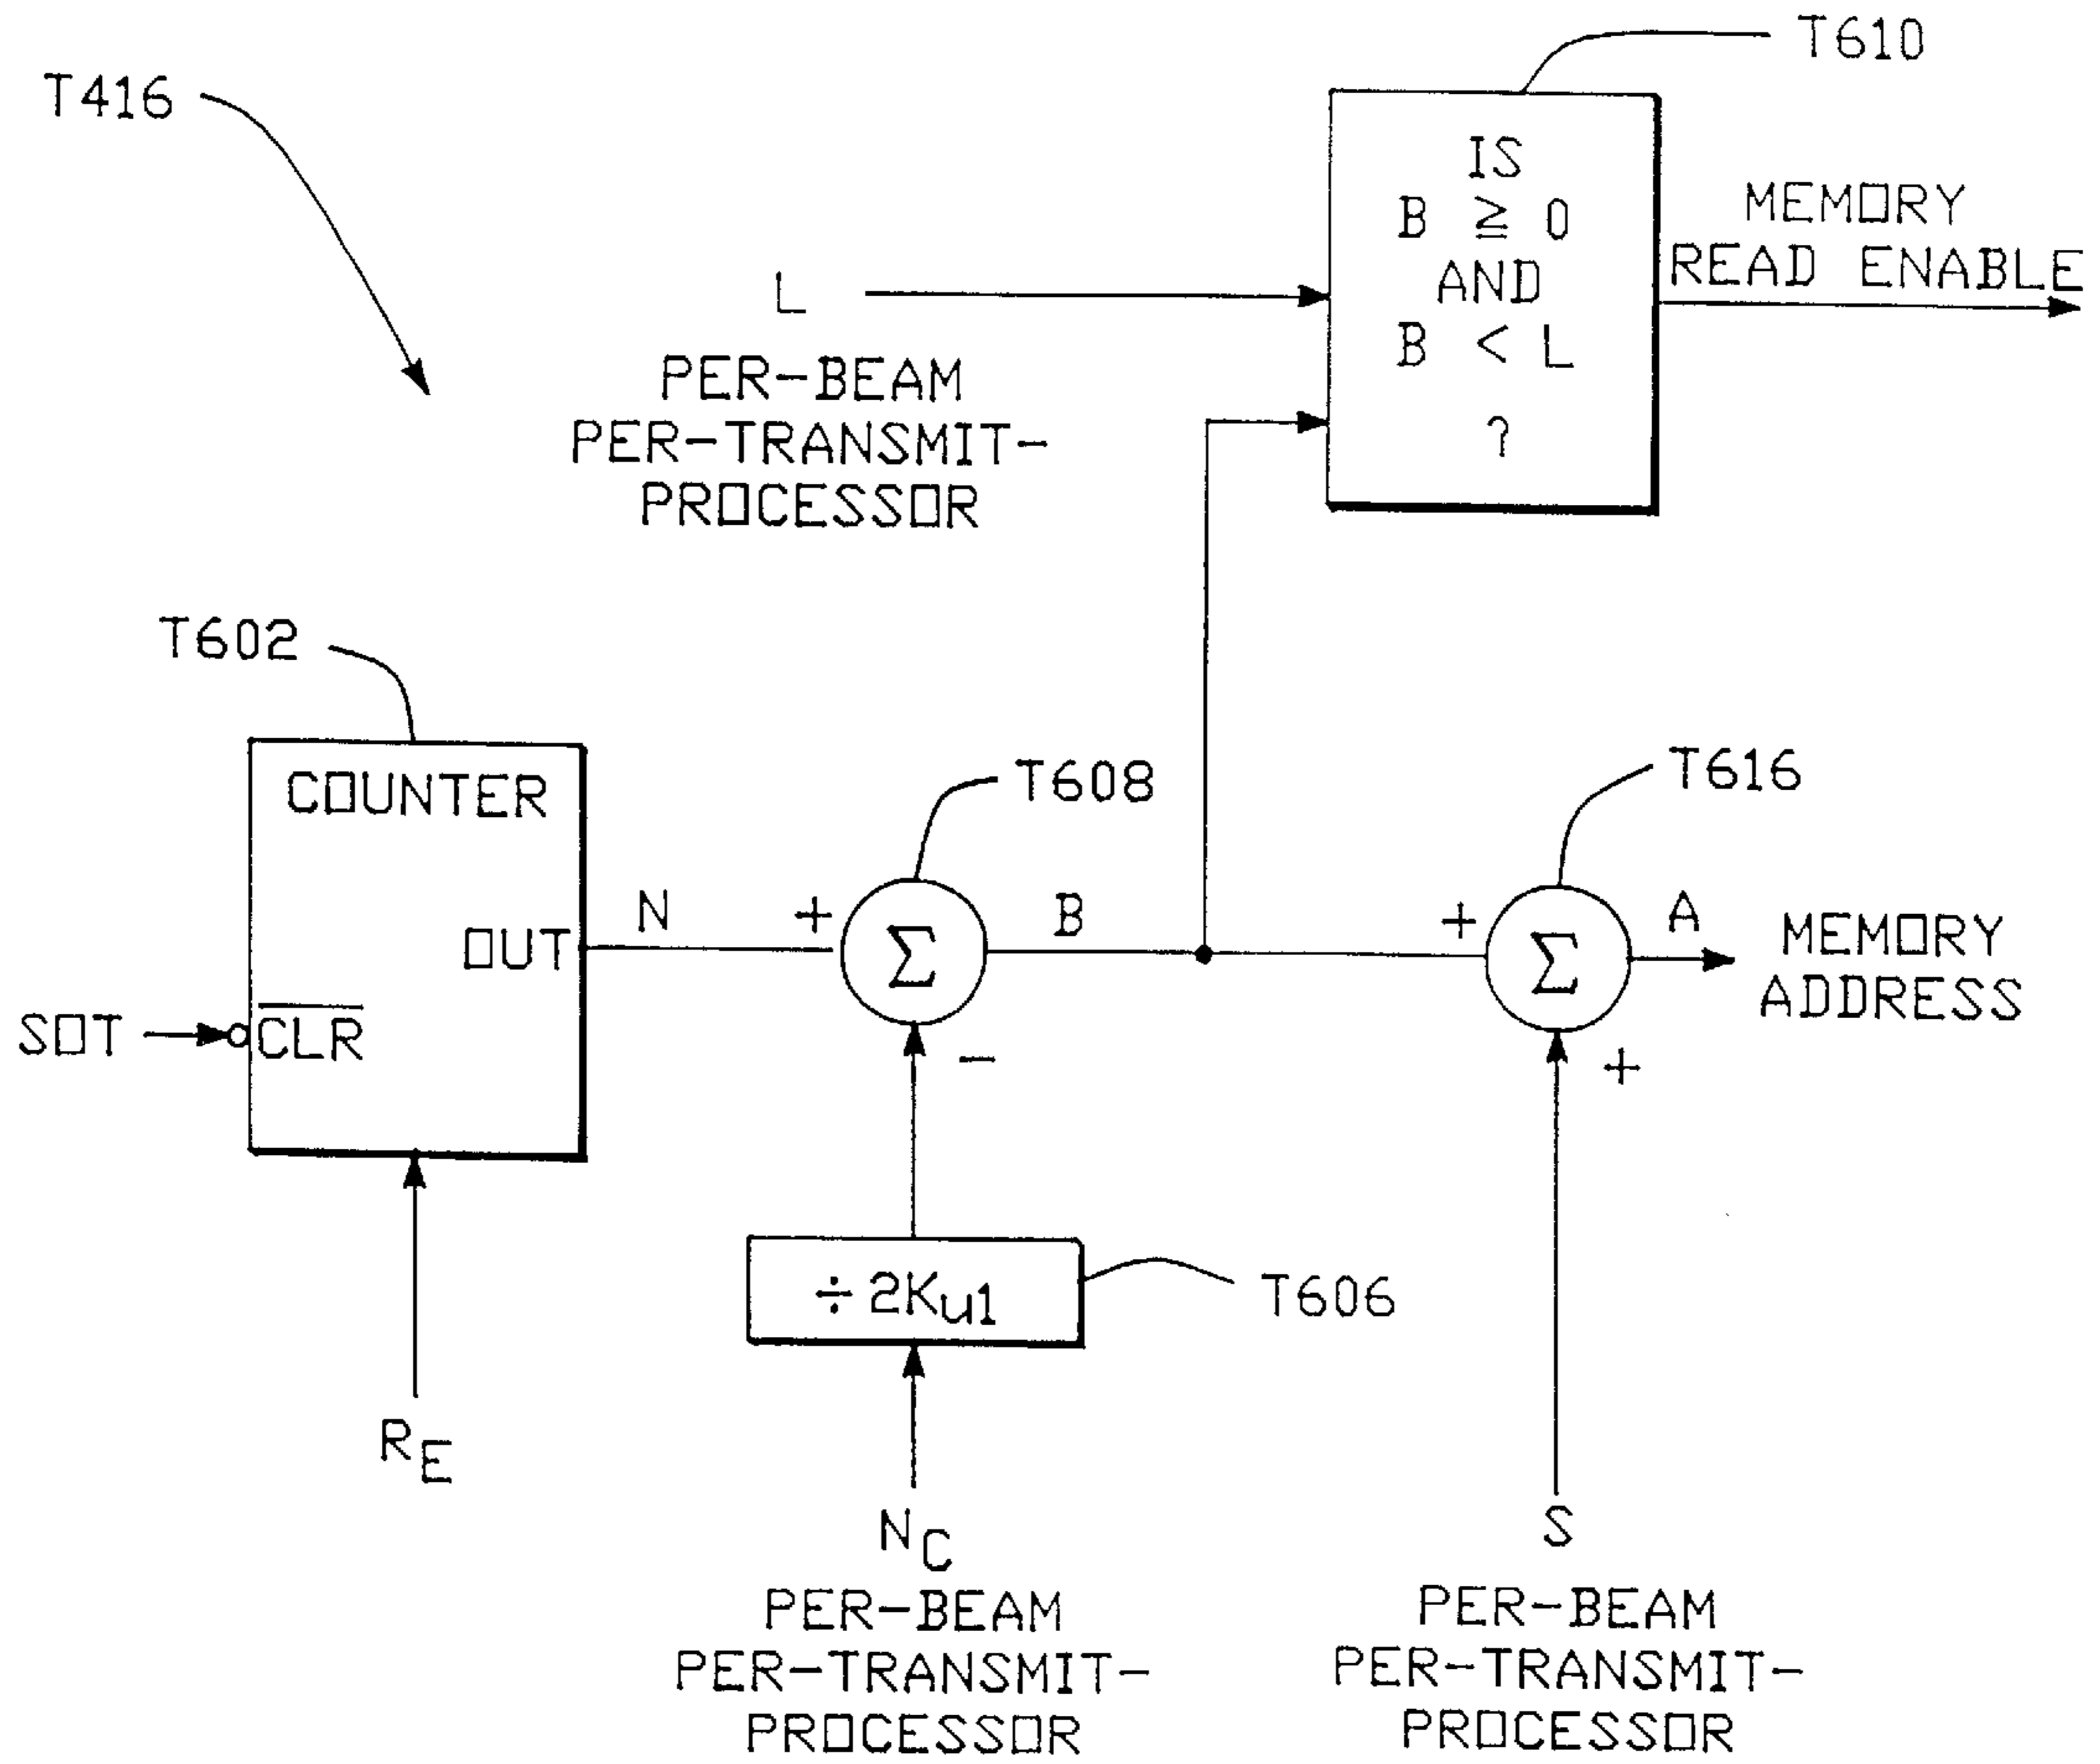 T610
T416
IS
B ≧ 0
AND
B < L
?
MEMORY
READ ENABLE
L
PER-BEAM
PER-TRANSMIT-
PROCESSOR
T602
COUNTER
OUT
CLR
SOT
N
+
T608
Σ
-
B
T616
+
Σ
+
A
MEMORY
ADDRESS
÷ 2Ku1
T606
RE
NC
PER-BEAM
PER-TRANSMIT-
PROCESSOR
S
PER-BEAM
PER-TRANSMIT-
PROCESSOR